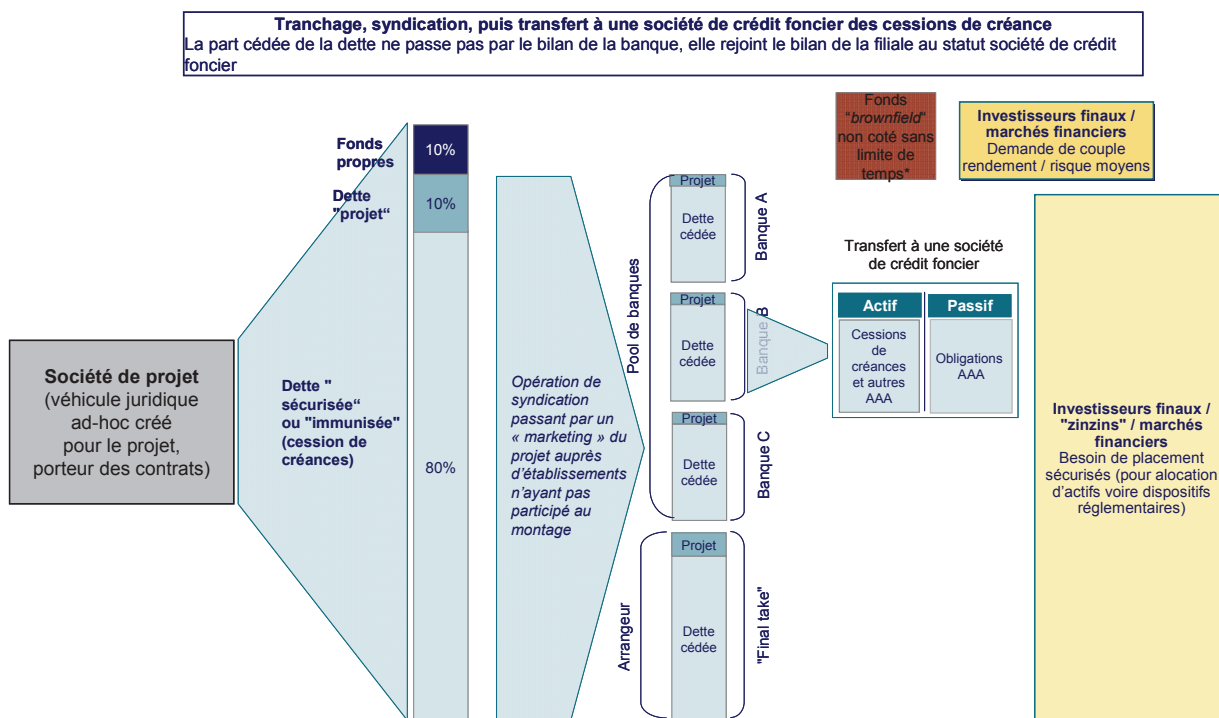 Tranchage, syndication, puis transfert à une société de crédit foncier des cessions de créance
La part cédée de la dette ne passe pas par le bilan de la banque, elle rejoint le bilan de la filiale au statut société de crédit
foncier
Fonds
"brownfield"
non coté sans
limite de
temps*
Investisseurs finaux /
marchés financiers
Demande de couple
rendement / risque moyens
Fonds
propres
10%
Dette
"projet“
10%
Société de projet
(véhicule juridique
ad-hoc créé
pour le projet,
porteur des contrats)
Dette "
sécurisée“
ou "immunisée"
(cession de
créances)
80%
Opération de
syndication
passant par un
« marketing » du
projet auprès
d’établissements
n’ayant pas
participé au
montage
Pool de banques
Projet
Dette
cédée
Banque A
Projet
Dette
cédée
Banque B
Projet
Dette
cédée
Banque C
Arrangeur
Projet
Dette
cédée
"Final take"
Transfert à une société
de crédit foncier
Actif
Passif
Cessions
de
créances
et autres
AAA
Obligations
AAA
Investisseurs finaux /
"zinzins" / marchés
financiers
Besoin de placement
sécurisés (pour alocation
d’actifs voire dispositifs
réglementaires)